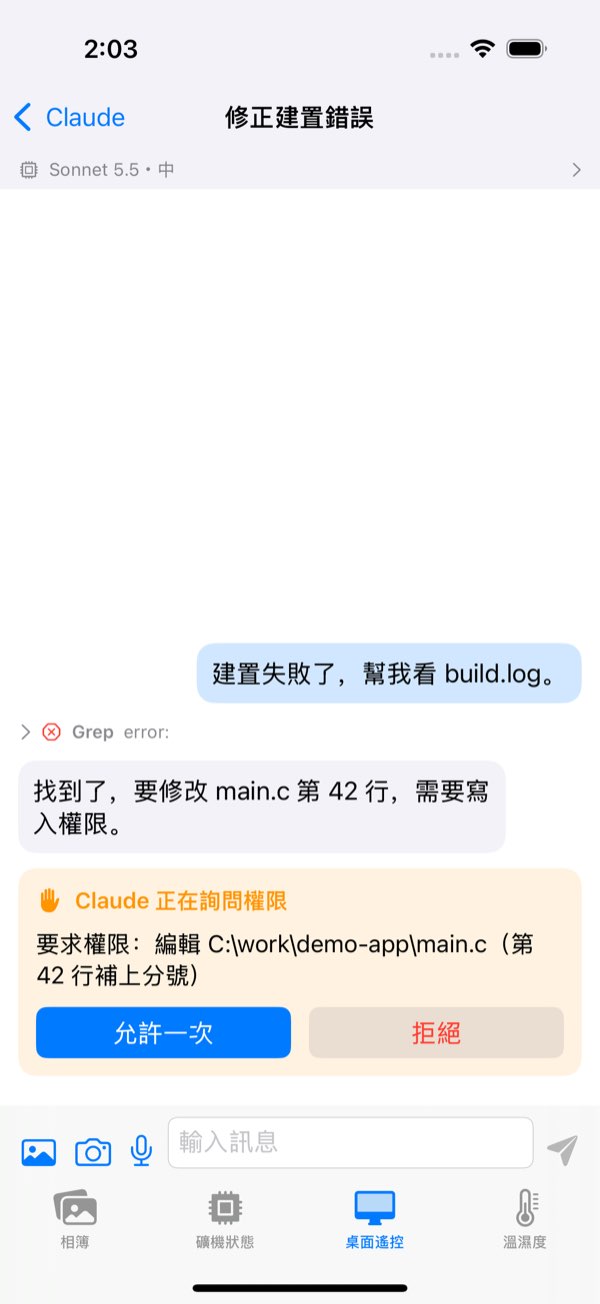 2:03
Claude
修正建置錯誤
Sonnet 5.5・中
建置失敗了，幫我看 build.log。
Grep error:
找到了，要修改 main.c 第 42 行，需要寫
入權限。
Claude 正在詢問權限
要求權限：編輯 C:\work\demo-app\main.c（第
42 行補上分號）
允許一次
拒絕
輸入訊息
相簿
礦機狀態
桌面遙控
溫濕度